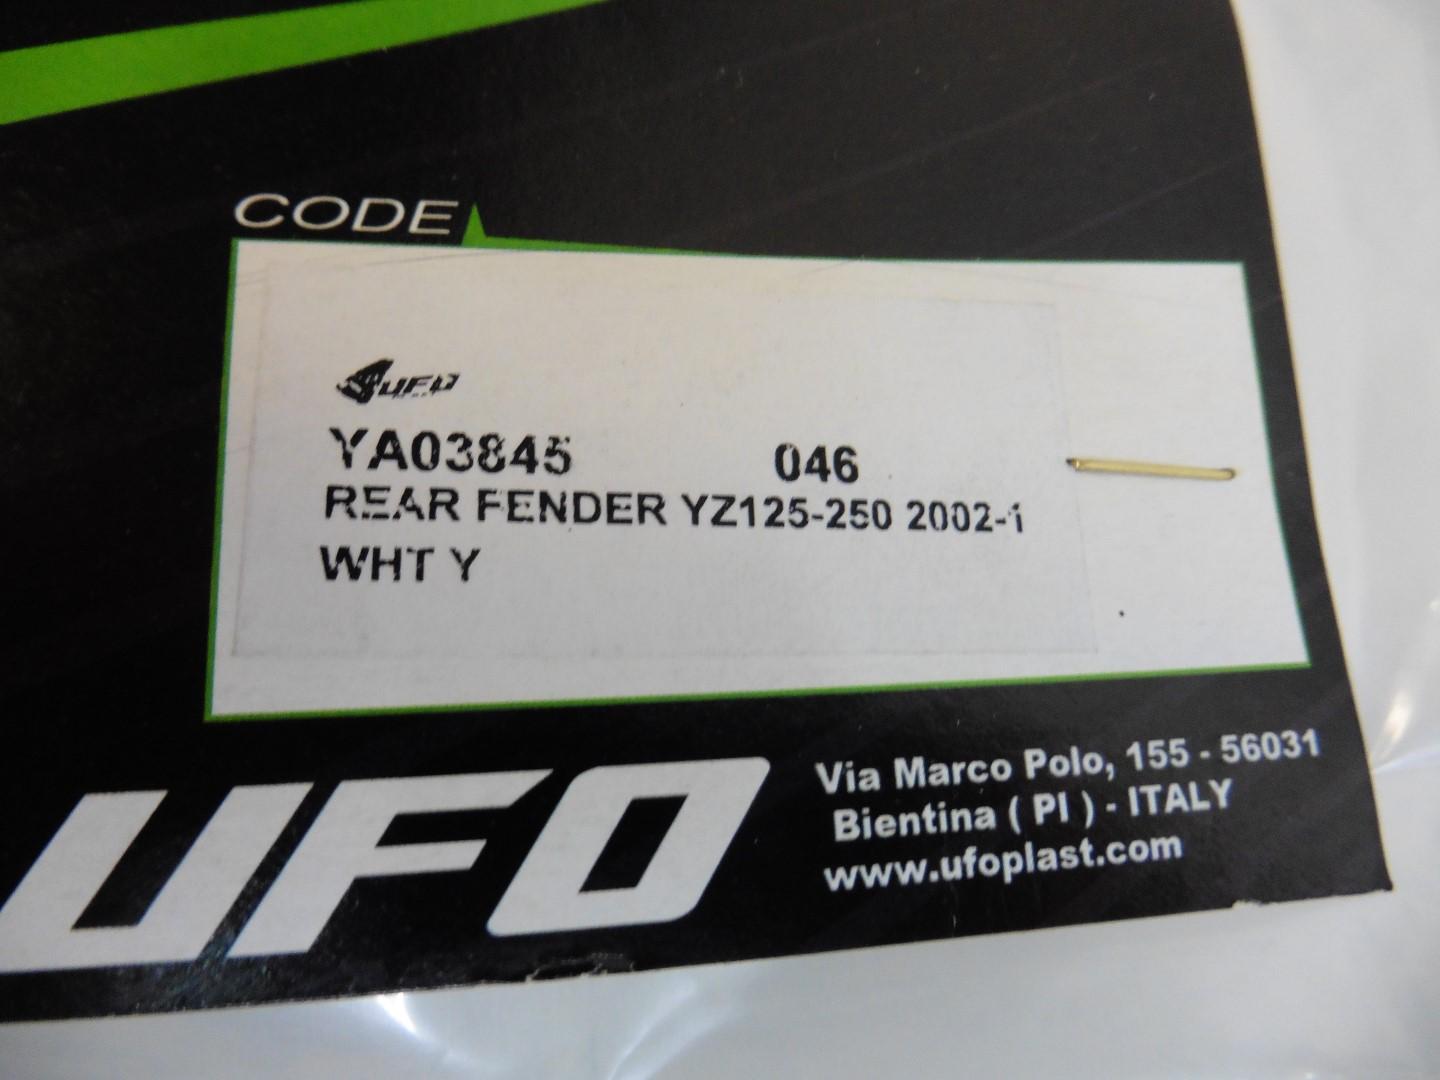 CODE
UFO
YA03845 046
REAR FENDER YZ125-250 2002-1
WHT Y
UFO
Via Marco Polo, 155 - 56031
Bientina ( PI ) - ITALY
www.ufoplast.com